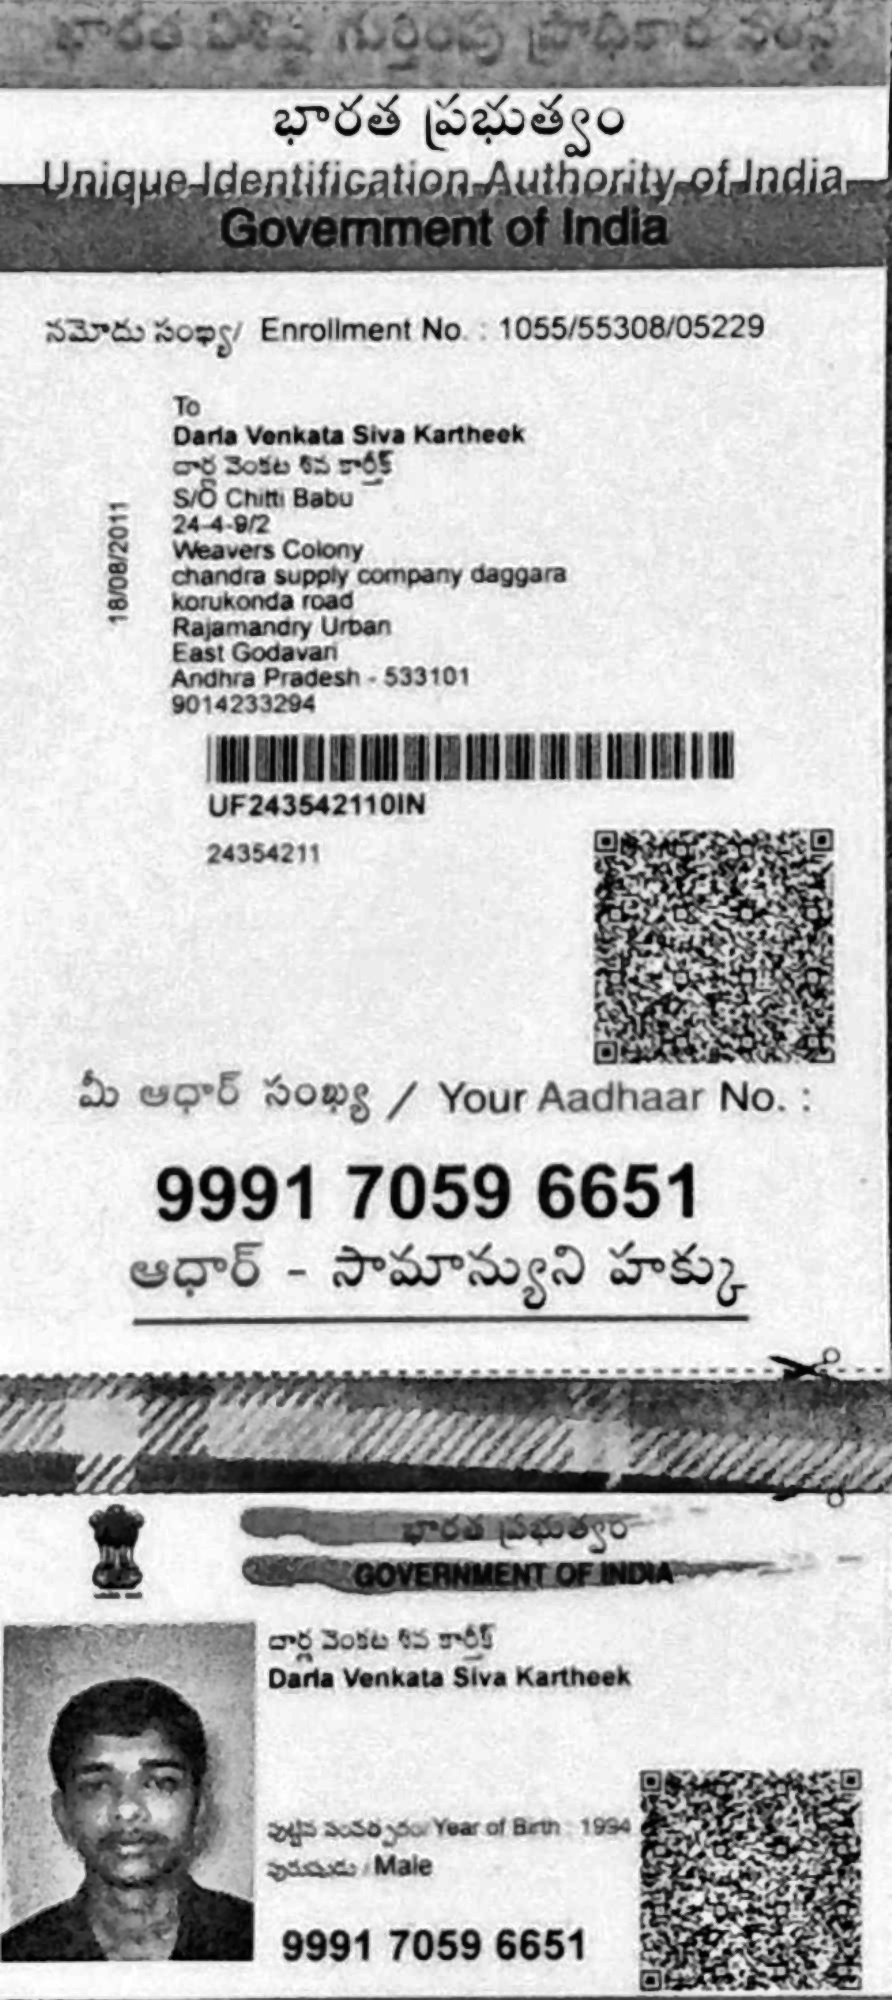 భారత విశిష్ట గుర్తింపు ప్రాధికార సంస్థ
భారత ప్రభుత్వం
Unique Identification Authority of India
Government of India
నమోదు సంఖ్య/ Enrollment No. : 1055/55308/05229
To
Darla Venkata Siva Kartheek
దార్ల వెంకట శివ కార్తీక్
S/O Chitti Babu
24-4-9/2
Weavers Colony
chandra supply company daggara
korukonda road
Rajamandry Urban
East Godavari
Andhra Pradesh - 533101
9014233294
18/08/2011
UF243542110IN
24354211
మీ ఆధార్ సంఖ్య / Your Aadhaar No. :
9991 7059 6651
ఆధార్ - సామాన్యుని హక్కు
భారత ప్రభుత్వం
GOVERNMENT OF INDIA
దార్ల వెంకట శివ కార్తీక్
Darla Venkata Siva Kartheek
పుట్టిన సంవత్సరం/ Year of Birth : 1994
పురుషుడు / Male
9991 7059 6651